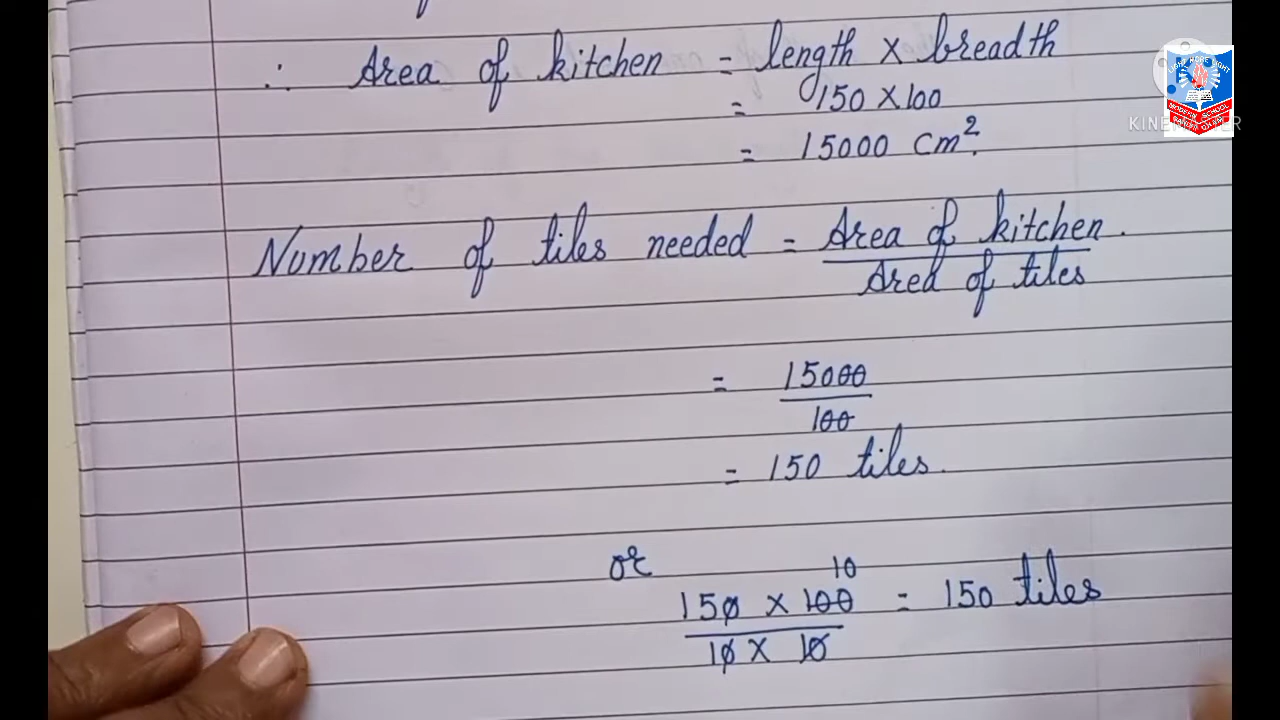 ∴ Area of kitchen = length × breadth
= 150 × 100
= 15000 cm².
Number of tiles needed = Area of kitchen.
Area of tiles
= 15000
100
= 150 tiles.
or
10
150 × 100 = 150 tiles
10 × 10